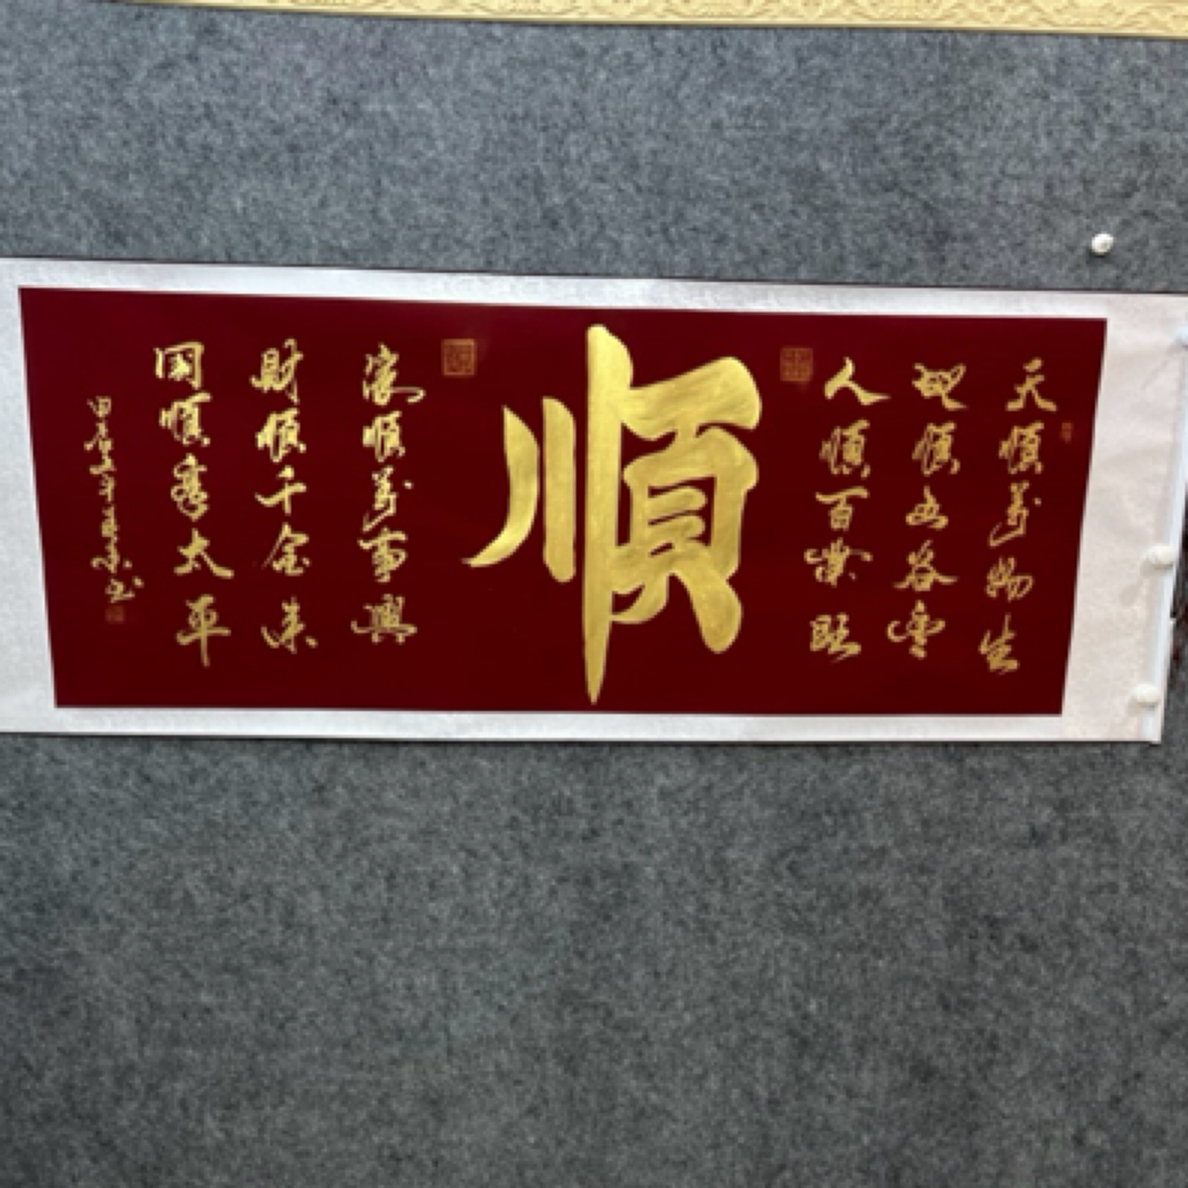 天順萬物生
地順五谷豐
人順百業旺
順
家順萬事興
財順千金來
國順享太平